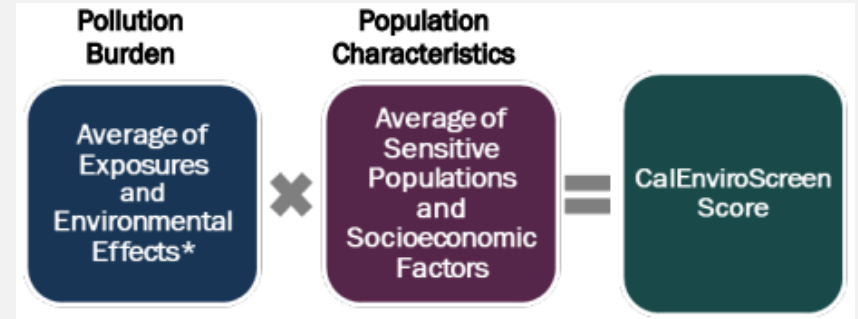 Pollution
Burden
Population
Characteristics
Average of
Exposures
and
Environmental
Effects*
Average of
Sensitive
Populations
and
Socioeconomic
Factors
CalEnviroScreen
Score